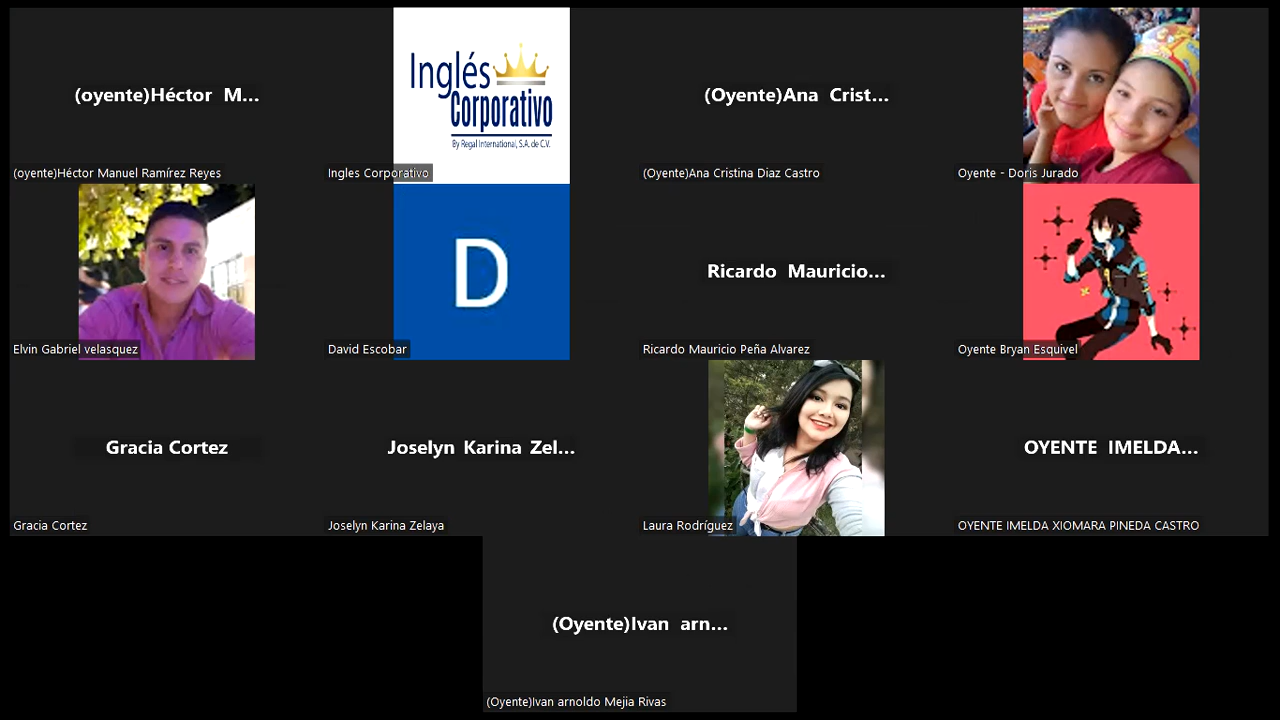 (oyente)Héctor M...
(oyente)Héctor Manuel Ramírez Reyes
Inglés
Corporativo
By Regal International, S.A. de C.V.
Ingles Corporativo
(Oyente)Ana Crist...
(Oyente)Ana Cristina Diaz Castro
Oyente - Doris Jurado
Elvin Gabriel velasquez
D
David Escobar
Ricardo Mauricio...
Ricardo Mauricio Peña Alvarez
Oyente Bryan Esquivel
Gracia Cortez
Gracia Cortez
Joselyn Karina Zel...
Joselyn Karina Zelaya
Laura Rodríguez
OYENTE IMELDA...
OYENTE IMELDA XIOMARA PINEDA CASTRO
(Oyente)Ivan arn...
(Oyente)Ivan arnoldo Mejia Rivas